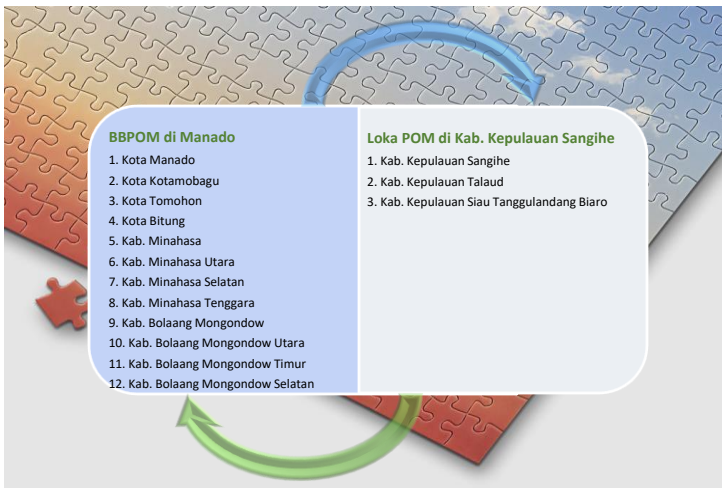 BBPOM di Manado
1. Kota Manado
2. Kota Kotamobagu
3. Kota Tomohon
4. Kota Bitung
5. Kab. Minahasa
6. Kab. Minahasa Utara
7. Kab. Minahasa Selatan
8. Kab. Minahasa Tenggara
9. Kab. Bolaang Mongondow
10. Kab. Bolaang Mongondow Utara
11. Kab. Bolaang Mongondow Timur
12. Kab. Bolaang Mongondow Selatan
Loka POM di Kab. Kepulauan Sangihe
1. Kab. Kepulauan Sangihe
2. Kab. Kepulauan Talaud
3. Kab. Kepulauan Siau Tanggulandang Biaro